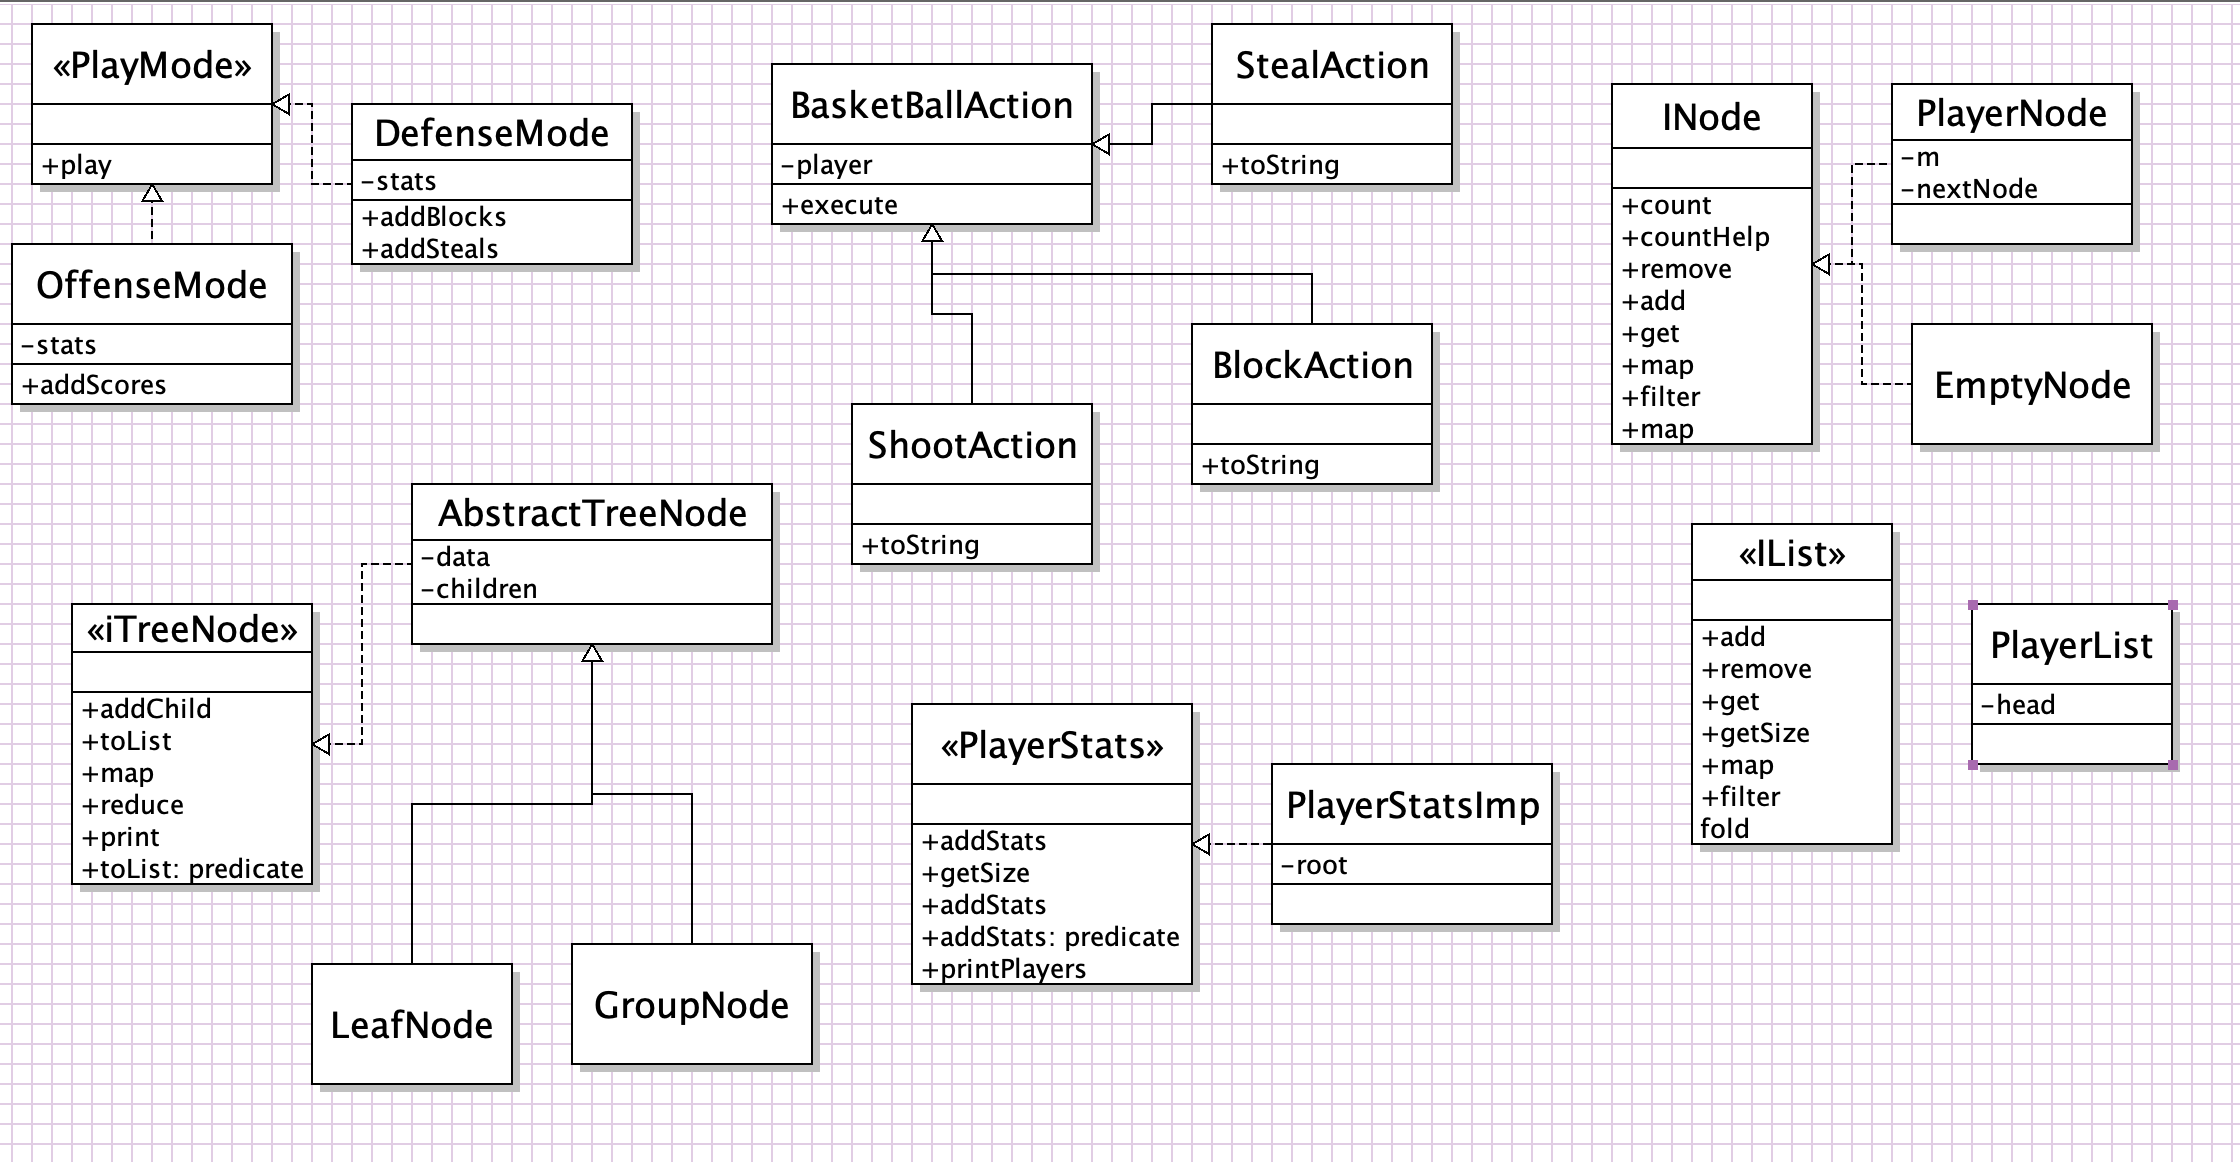 «PlayMode»
+play
DefenseMode
-stats
+addBlocks
+addSteals
OffenseMode
-stats
+addScores
BasketBallAction
-player
+execute
StealAction
+toString
BlockAction
+toString
ShootAction
+toString
INode
+count
+countHelp
+remove
+add
+get
+map
+filter
+map
PlayerNode
-m
-nextNode
EmptyNode
AbstractTreeNode
-data
-children
«iTreeNode»
+addChild
+toList
+map
+reduce
+print
+toList: predicate
LeafNode
GroupNode
«PlayerStats»
+addStats
+getSize
+addStats
+addStats: predicate
+printPlayers
PlayerStatsImp
-root
«IList»
+add
+remove
+get
+getSize
+map
+filter
fold
PlayerList
-head